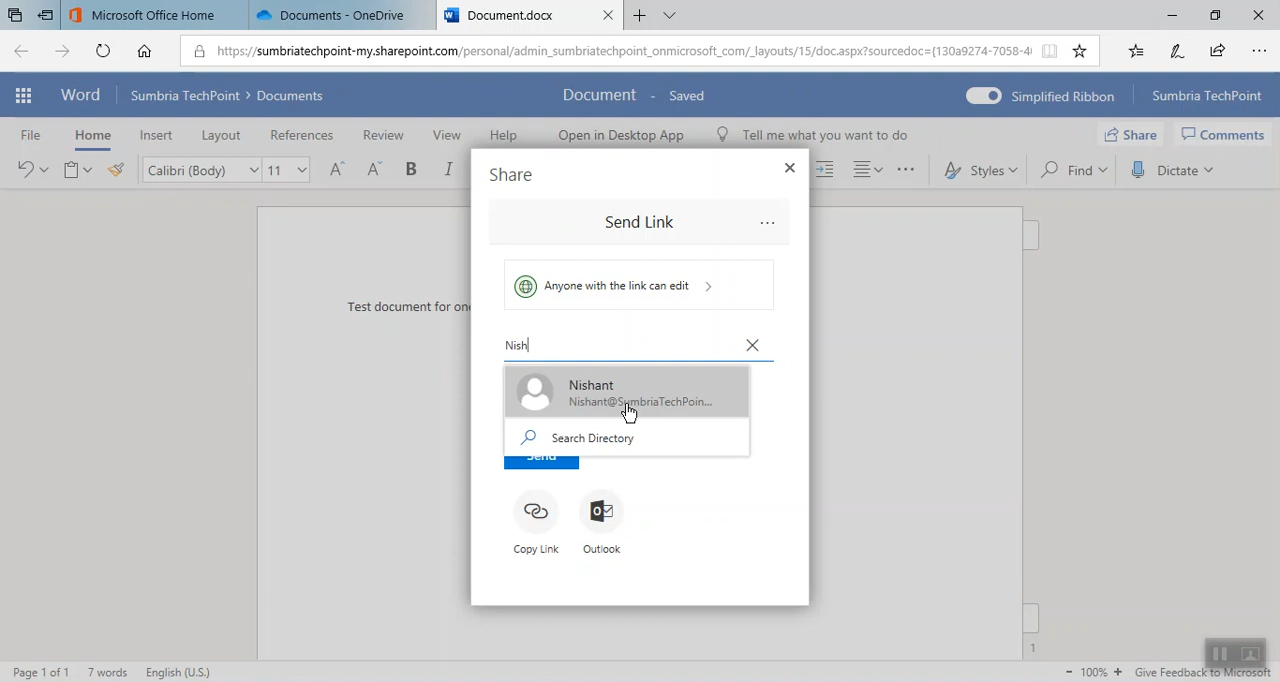 Microsoft Office Home
Documents - OneDrive
Document.docx
https://sumbriatechpoint-my.sharepoint.com/personal/admin_sumbriatechpoint_onmicrosoft_com/_layouts/15/doc.aspx?sourcedoc={130a9274-7058-4
Word
Sumbria TechPoint > Documents
Document - Saved
Simplified Ribbon
Sumbria TechPoint
File Home Insert Layout References Review View Help Open in Desktop App Tell me what you want to do
Share Comments
Calibri (Body) 11 A A B I
Styles Find Dictate
Share
Send Link
Anyone with the link can edit
Test document for
Nish
Nishant
Nishant@SumbriaTechPoin...
Search Directory
Send
Copy Link Outlook
1
Page 1 of 1 7 words English (U.S.)
- 100% + Give Feedback to Microsoft